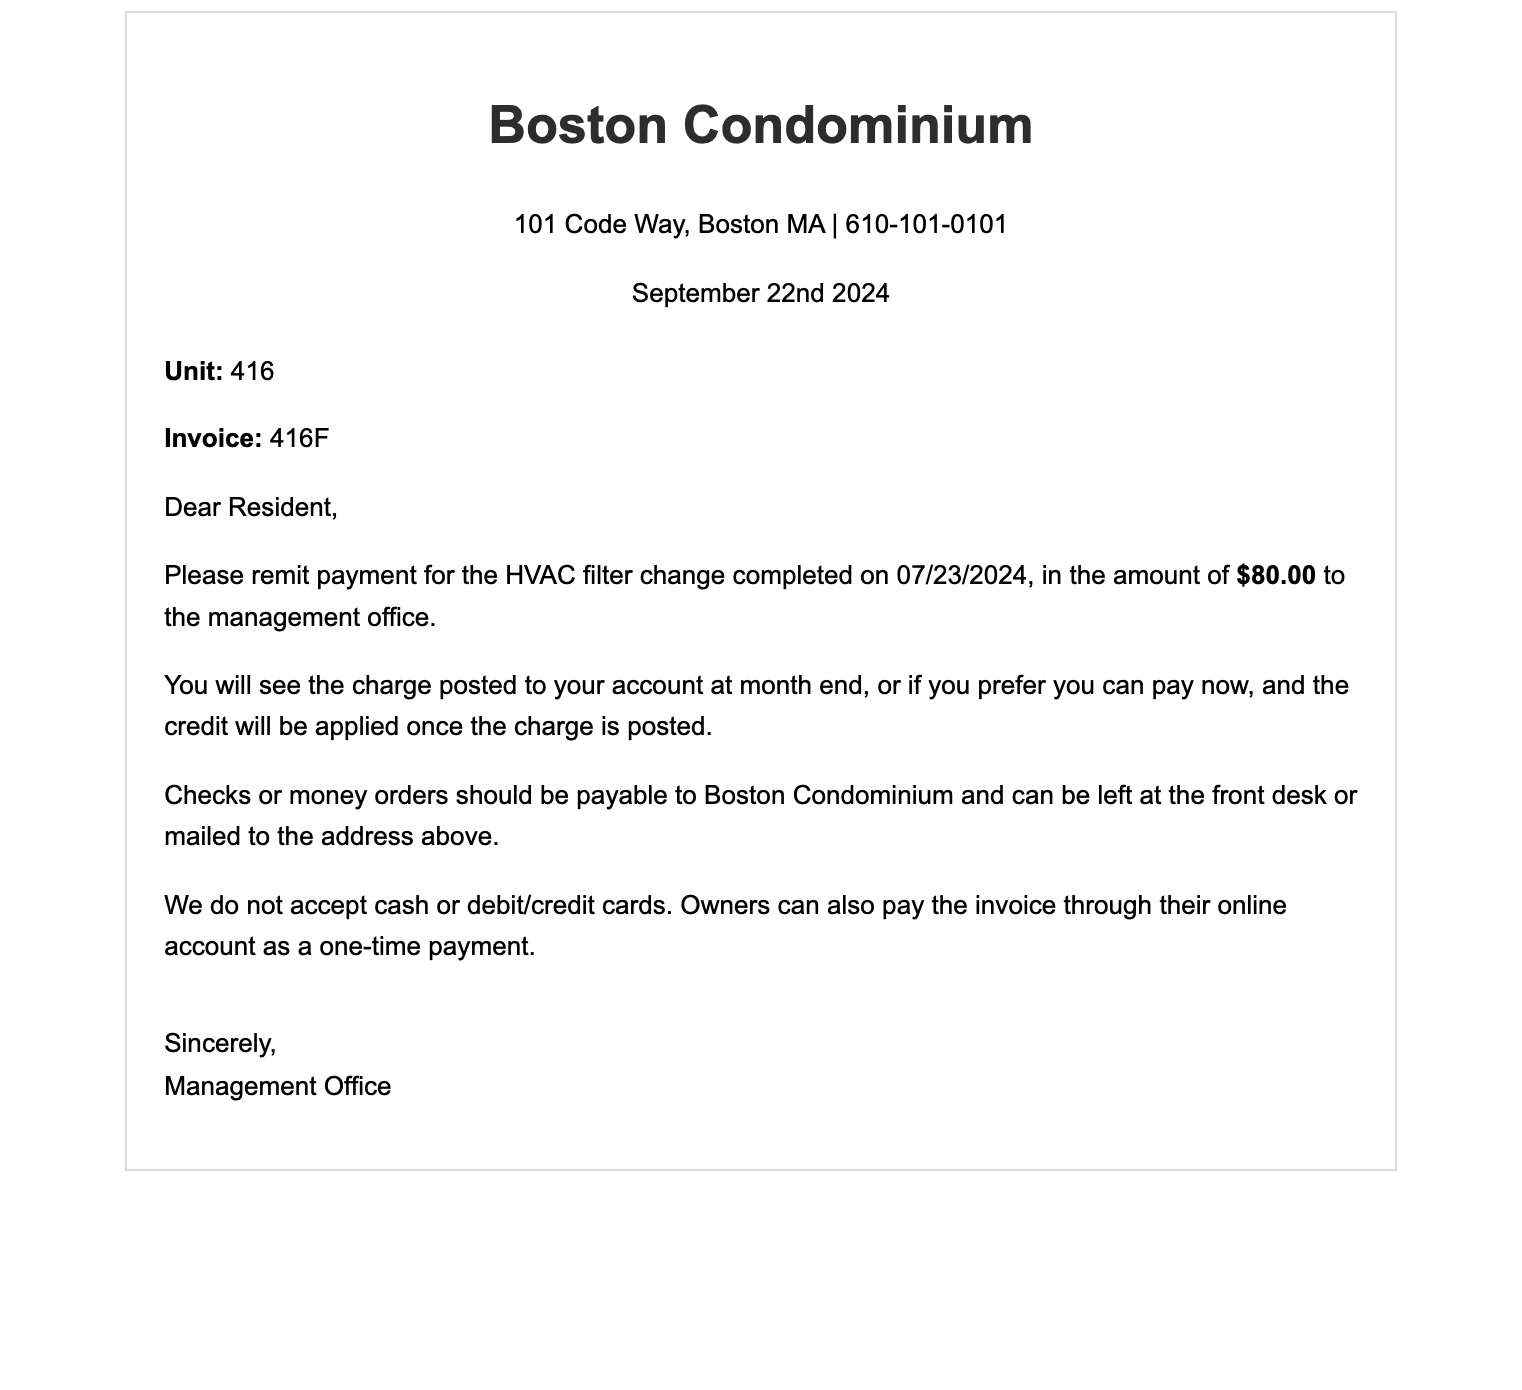 Boston Condominium
101 Code Way, Boston MA | 610-101-0101
September 22nd 2024
Unit: 416
Invoice: 416F
Dear Resident,
Please remit payment for the HVAC filter change completed on 07/23/2024, in the amount of $80.00 to
the management office.
You will see the charge posted to your account at month end, or if you prefer you can pay now, and the
credit will be applied once the charge is posted.
Checks or money orders should be payable to Boston Condominium and can be left at the front desk or
mailed to the address above.
We do not accept cash or debit/credit cards. Owners can also pay the invoice through their online
account as a one-time payment.
Sincerely,
Management Office